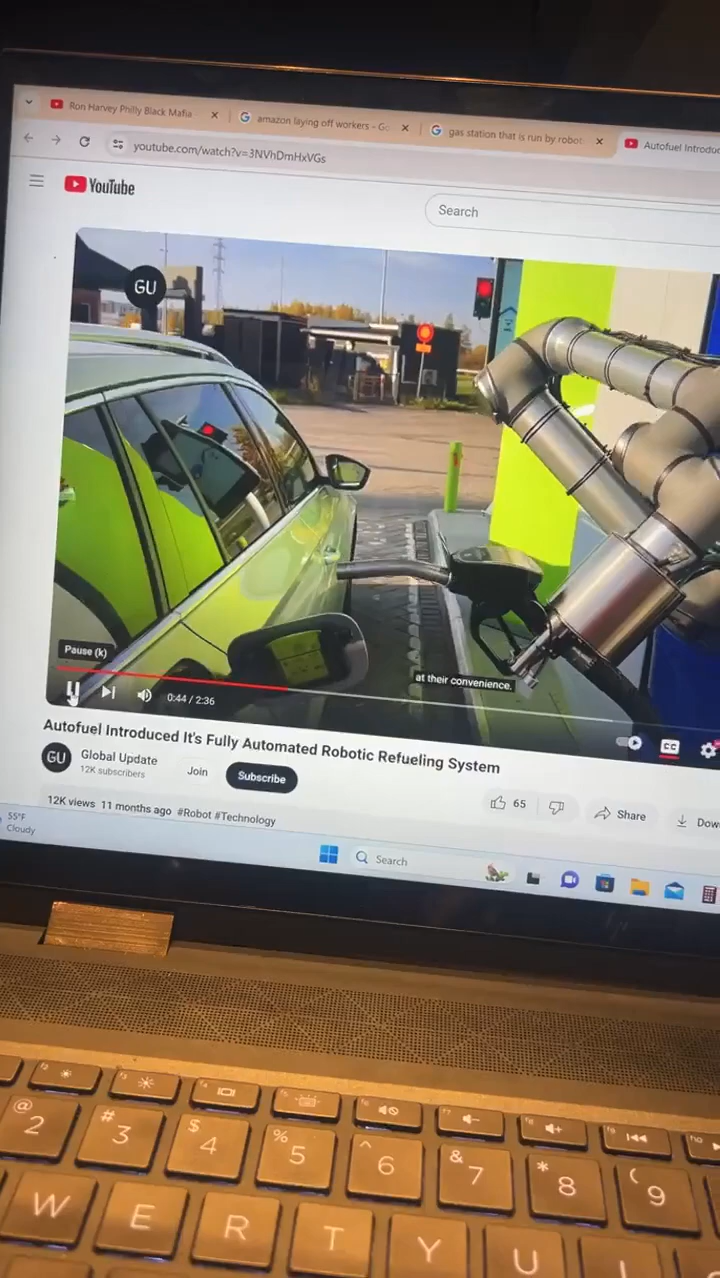 Ron Harvey Philly Black Mafia
amazon laying off workers - Go
gas station that is run by robot
Autofuel Introduc
youtube.com/watch?v=3NVhDmHxVGs
YouTube
Search
GU
Pause (k)
at their convenience.
0:44 / 2:36
CC
Autofuel Introduced It's Fully Automated Robotic Refueling System
GU
Global Update
12K subscribers
Join
Subscribe
65
Share
Dow
12K views 11 months ago #Robot #Technology
55°F
Cloudy
Search
@ # $ % ^ & * (
2 3 4 5 6 7 8 9
W E R T Y U